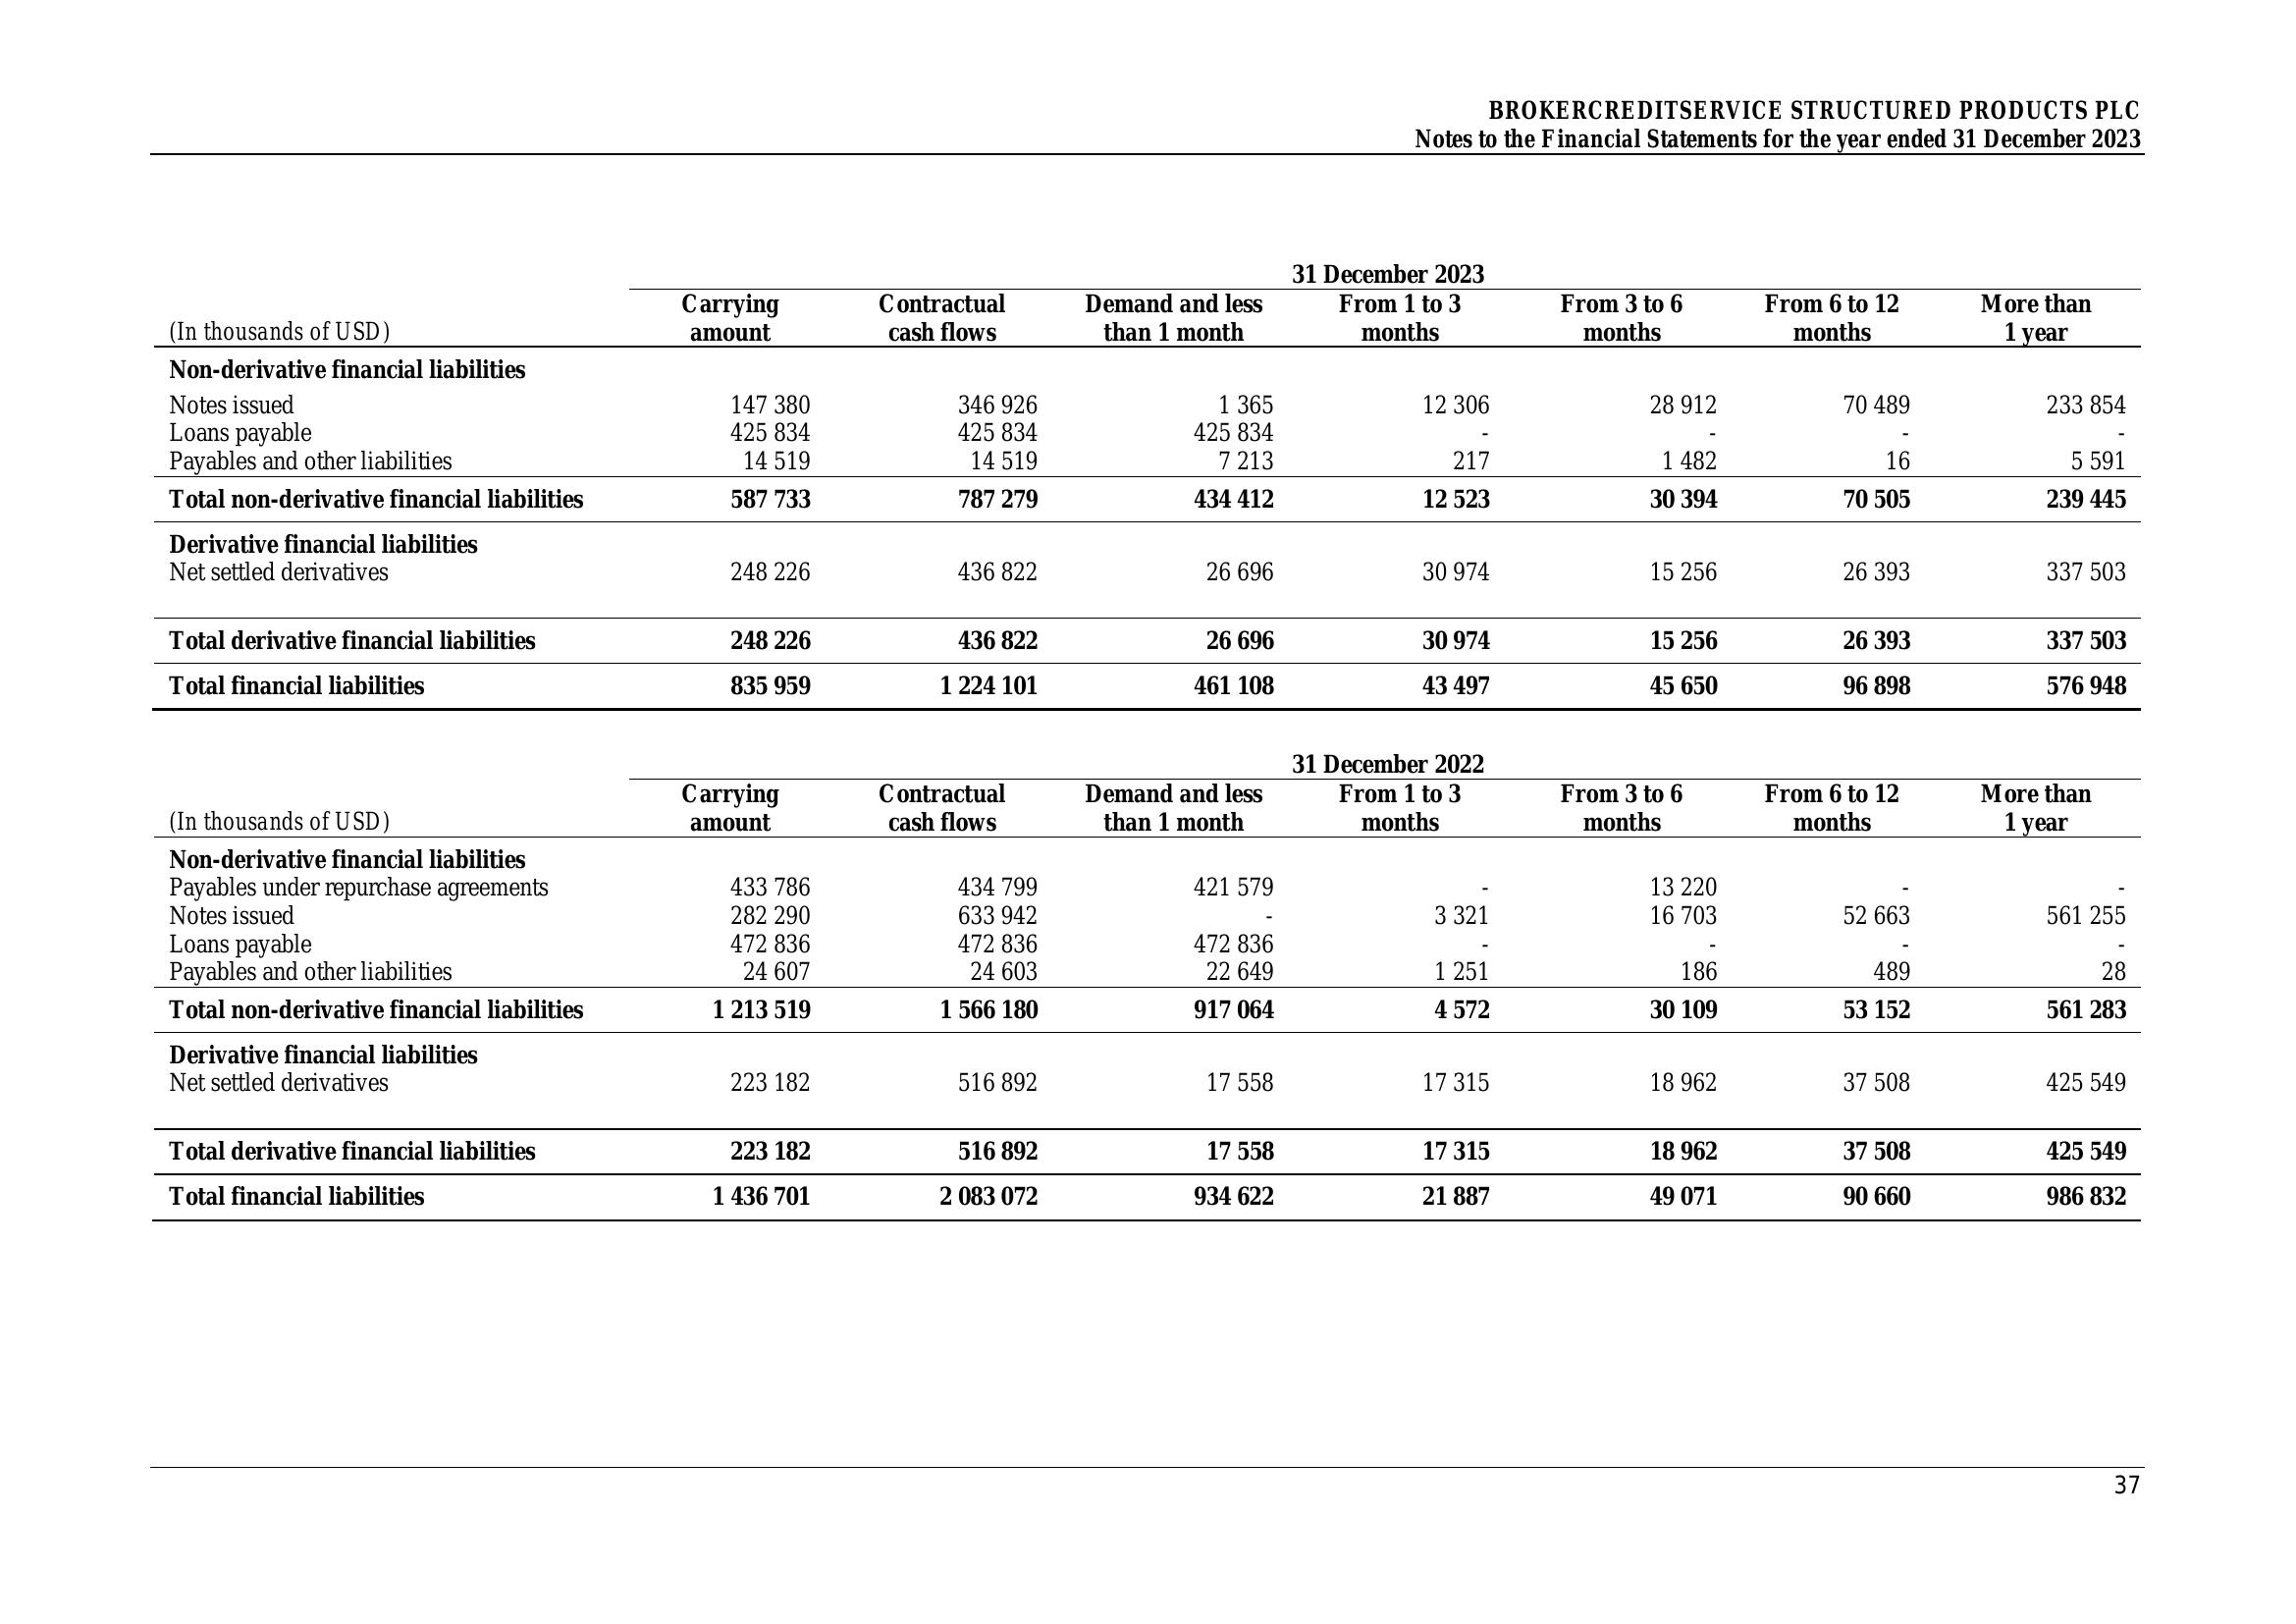 BROKERCREDITSERVICE STRUCTURED PRODUCTS PLC
Notes to the Financial Statements for the year ended 31 December 2023
31 December 2023
(In thousands of USD) Carrying amount Contractual cash flows Demand and less than 1 month From 1 to 3 months From 3 to 6 months From 6 to 12 months More than 1 year
Non-derivative financial liabilities
Notes issued 147 380 346 926 1 365 12 306 28 912 70 489 233 854
Loans payable 425 834 425 834 425 834 - - - -
Payables and other liabilities 14 519 14 519 7 213 217 1 482 16 5 591
Total non-derivative financial liabilities 587 733 787 279 434 412 12 523 30 394 70 505 239 445
Derivative financial liabilities
Net settled derivatives 248 226 436 822 26 696 30 974 15 256 26 393 337 503
Total derivative financial liabilities 248 226 436 822 26 696 30 974 15 256 26 393 337 503
Total financial liabilities 835 959 1 224 101 461 108 43 497 45 650 96 898 576 948
31 December 2022
(In thousands of USD) Carrying amount Contractual cash flows Demand and less than 1 month From 1 to 3 months From 3 to 6 months From 6 to 12 months More than 1 year
Non-derivative financial liabilities
Payables under repurchase agreements 433 786 434 799 421 579 - 13 220 - -
Notes issued 282 290 633 942 - 3 321 16 703 52 663 561 255
Loans payable 472 836 472 836 472 836 - - - -
Payables and other liabilities 24 607 24 603 22 649 1 251 186 489 28
Total non-derivative financial liabilities 1 213 519 1 566 180 917 064 4 572 30 109 53 152 561 283
Derivative financial liabilities
Net settled derivatives 223 182 516 892 17 558 17 315 18 962 37 508 425 549
Total derivative financial liabilities 223 182 516 892 17 558 17 315 18 962 37 508 425 549
Total financial liabilities 1 436 701 2 083 072 934 622 21 887 49 071 90 660 986 832
37